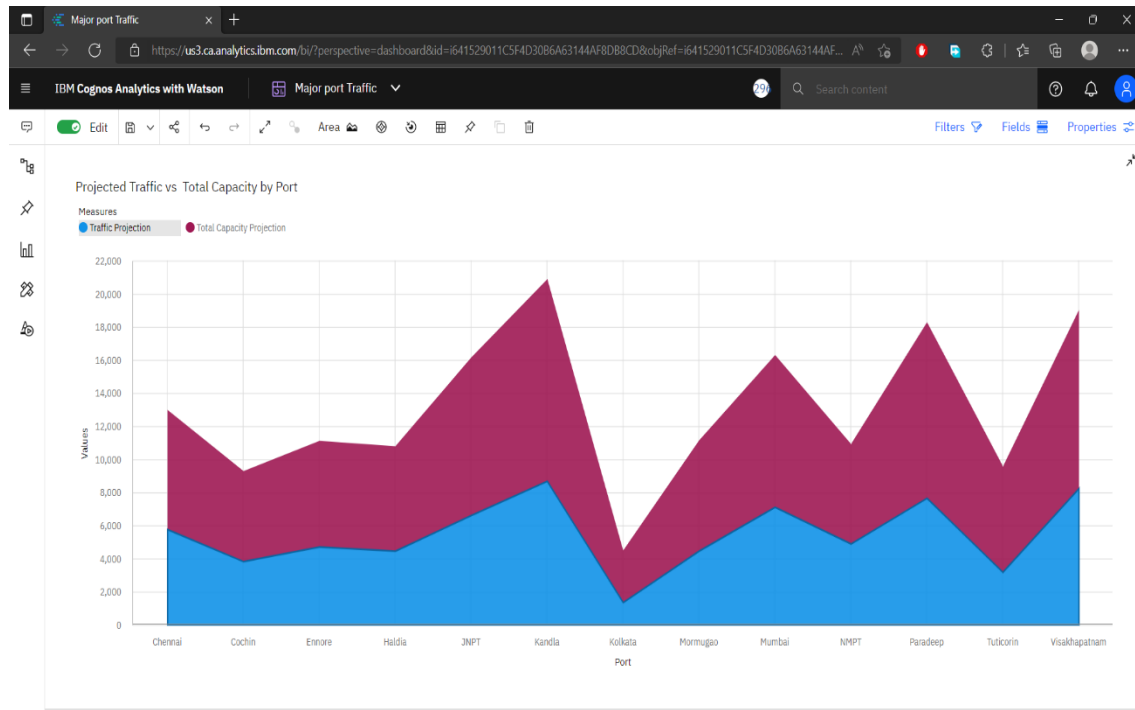 Major port Traffic
https://us3.ca.analytics.ibm.com/bi/?perspective=dashboard&id=i641529011C5F4D30B6A63144AF8DB8CD&objRef=i641529011C5F4D30B6A63144AF...
IBM Cognos Analytics with Watson Major port Traffic Search content
Edit Area Filters Fields Properties
Projected Traffic vs Total Capacity by Port
Measures
Traffic Projection Total Capacity Projection
22,000
20,000
18,000
16,000
14,000
12,000
10,000
8,000
6,000
4,000
2,000
0
Values
Chennai Cochin Ennore Haldia JNPT Kandla Kolkata Mormugao Mumbai NMPT Paradeep Tuticorin Visakhapatnam
Port